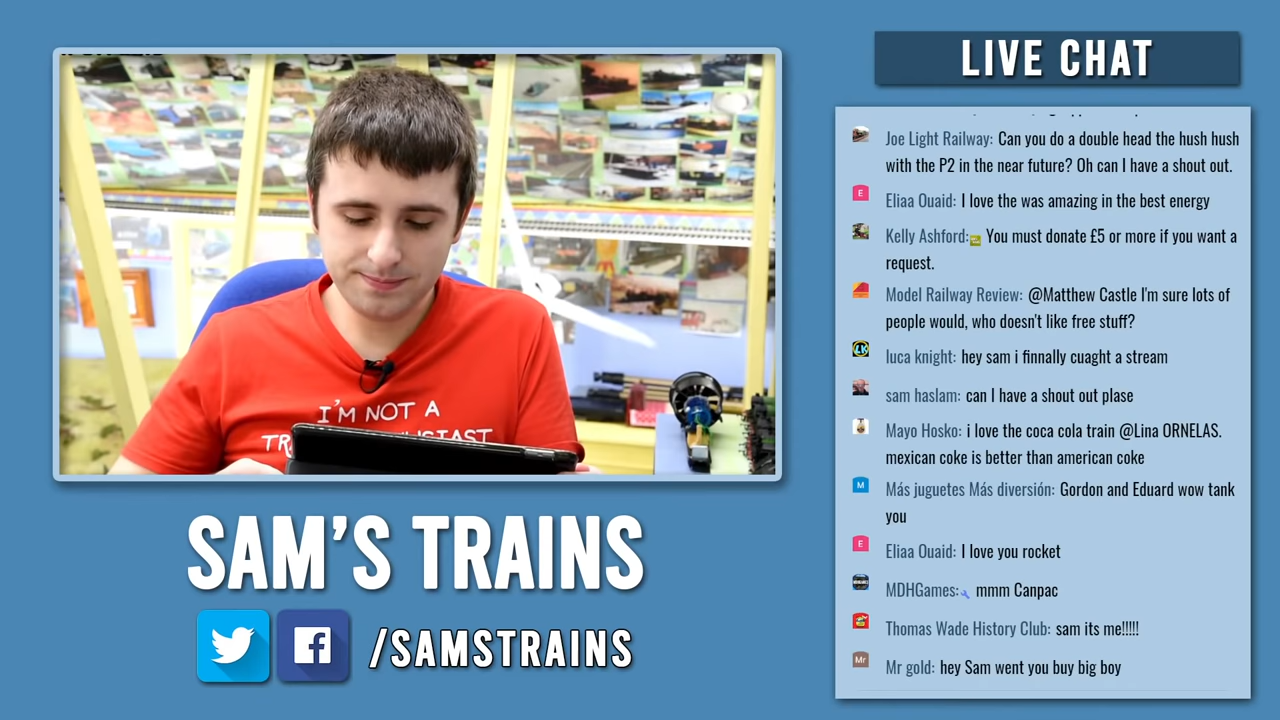 LIVE CHAT
Joe Light Railway: Can you do a double head the hush hush
with the P2 in the near future? Oh can I have a shout out.
Eliaa Ouaid: I love the was amazing in the best energy
Kelly Ashford: You must donate £5 or more if you want a
request.
Model Railway Review: @Matthew Castle I'm sure lots of
people would, who doesn't like free stuff?
luca knight: hey sam i finnally cuaght a stream
sam haslam: can I have a shout out plase
Mayo Hosko: i love the coca cola train @Lina ORNELAS.
mexican coke is better than american coke
Más juguetes Más diversión: Gordon and Eduard wow tank
you
Eliaa Ouaid: I love you rocket
MDHGames: mmm Canpac
Thomas Wade History Club: sam its me!!!!!
Mr gold: hey Sam went you buy big boy
I'M NOT A
SAM'S TRAINS
/SAMSTRAINS